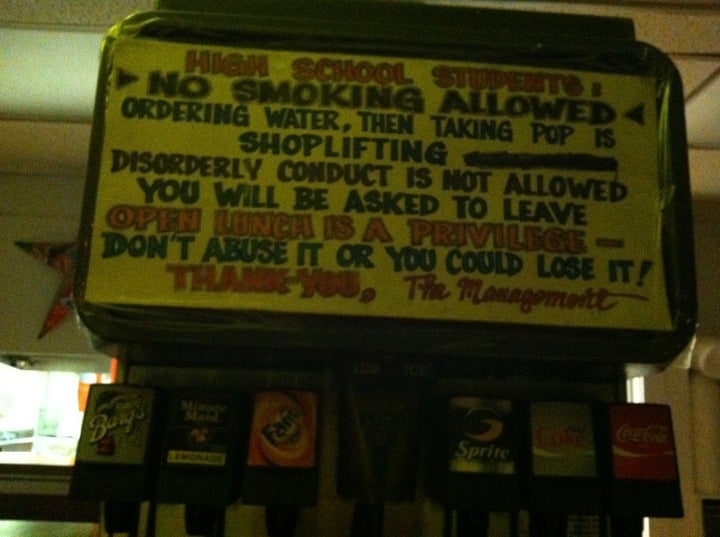 HIGH SCHOOL STUDENTS!
NO SMOKING ALLOWED
ORDERING WATER, THEN TAKING POP IS
SHOPLIFTING
DISORDERLY CONDUCT IS NOT ALLOWED
YOU WILL BE ASKED TO LEAVE
OPEN LUNCH IS A PRIVILEGE —
DON'T ABUSE IT OR YOU COULD LOSE IT!
THANK-YOU, The Management
Barq's
Minute Maid
LEMONADE
Fanta
Sprite
Coke
Coca-Cola